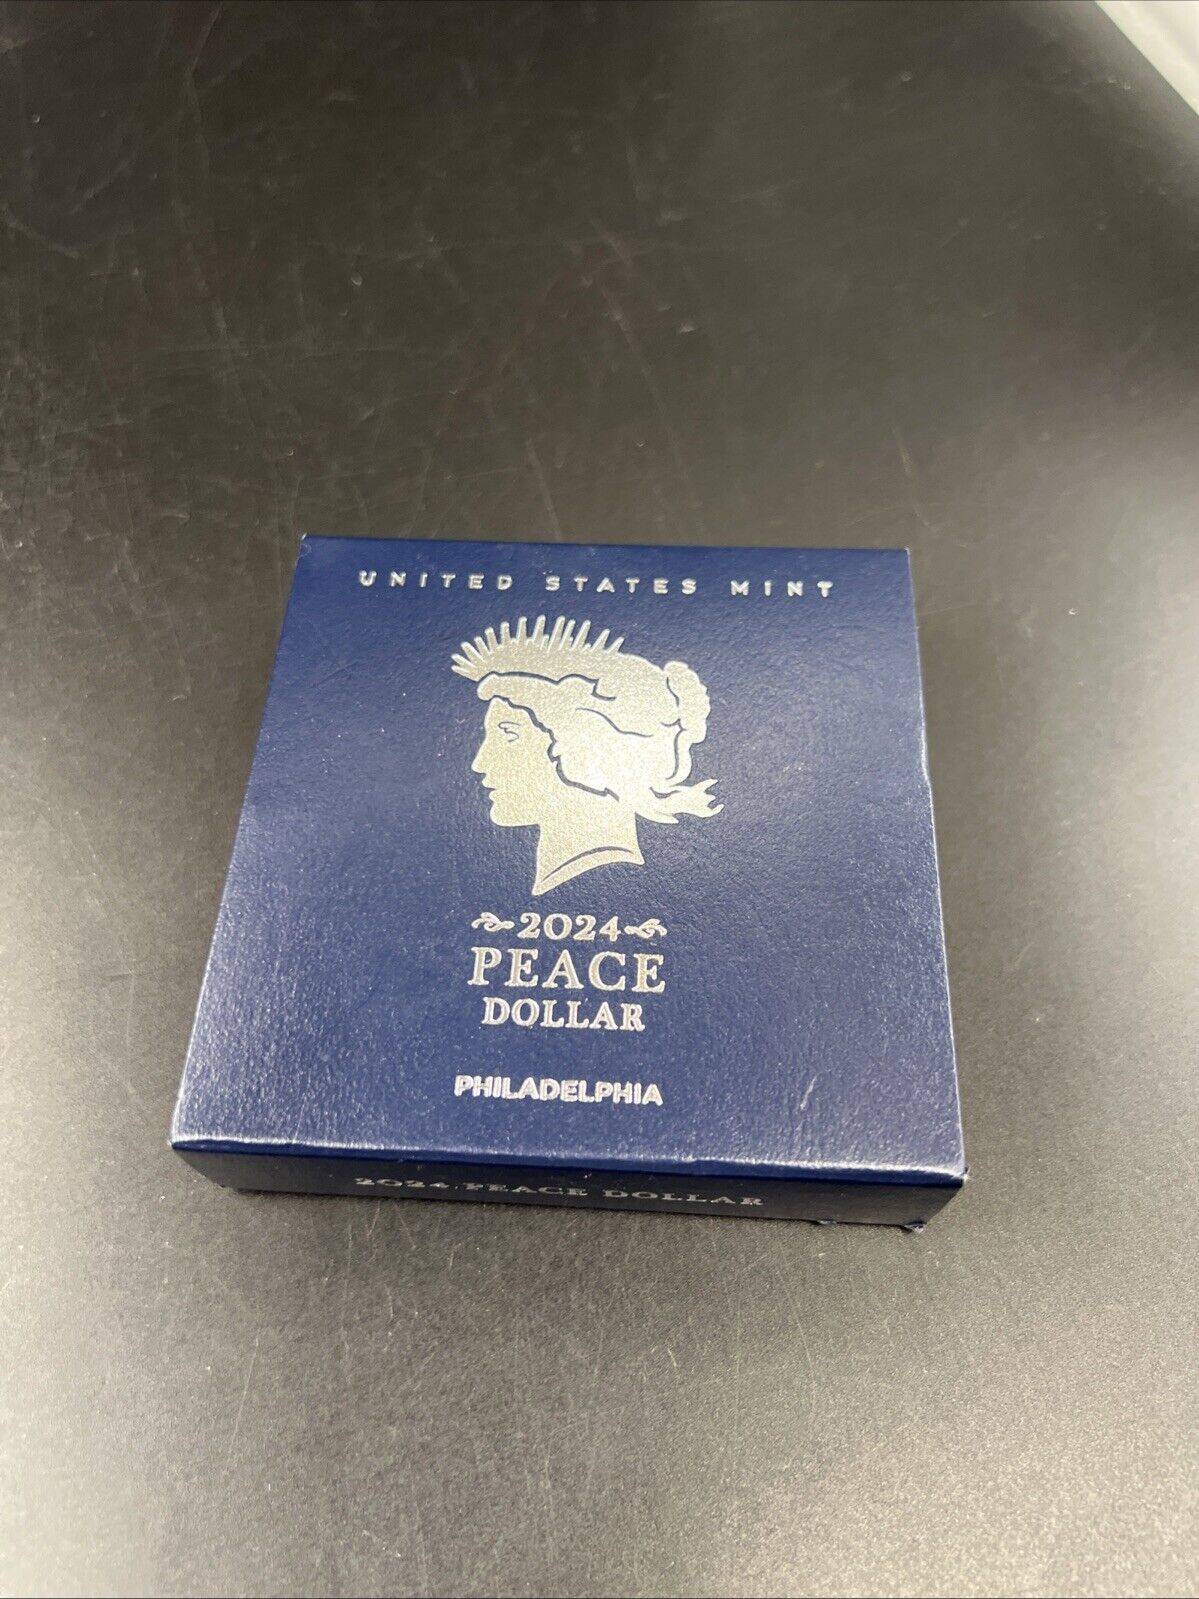 UNITED STATES MINT
2024
PEACE
DOLLAR
PHILADELPHIA
2024 PEACE DOLLAR